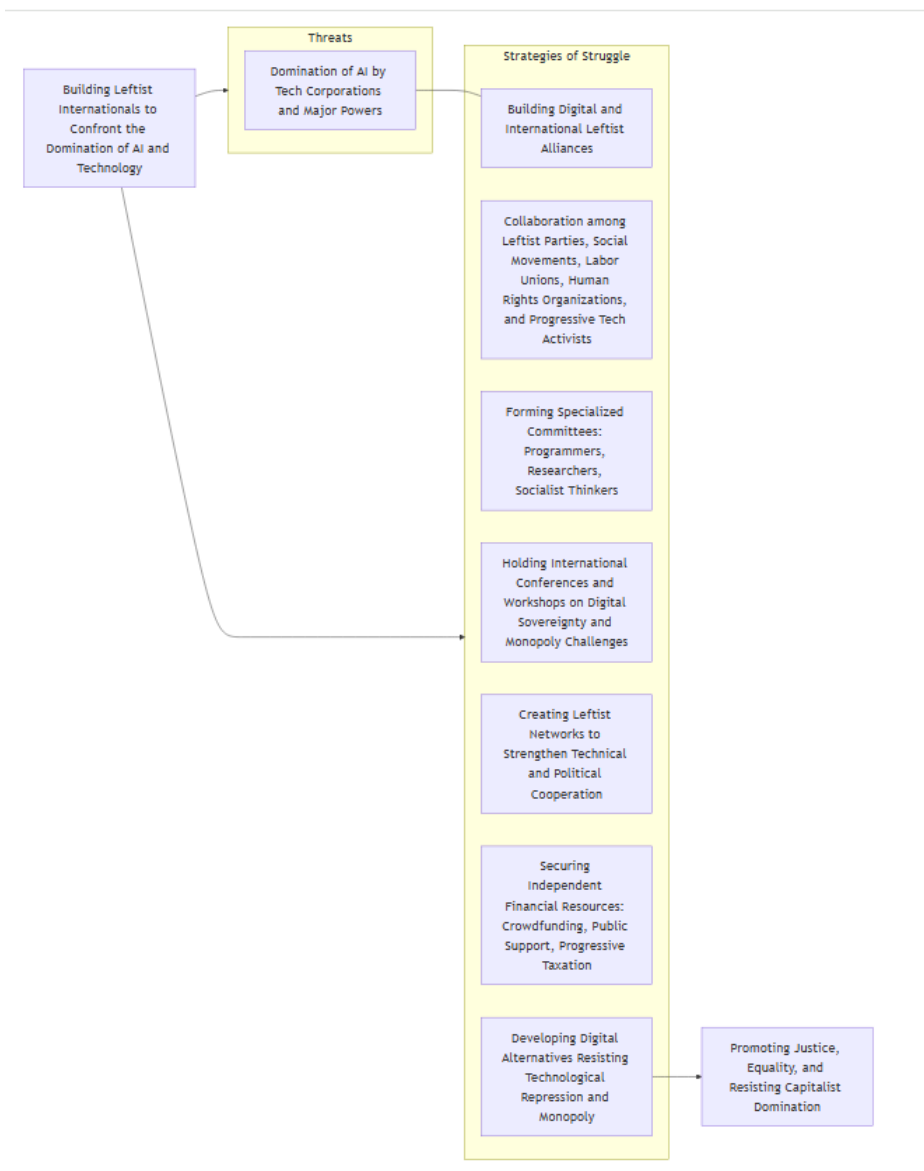 Threats
Domination of AI by
Tech Corporations
and Major Powers
Building Leftist
Internationals to
Confront the
Domination of AI and
Technology
Strategies of Struggle
Building Digital and
International Leftist
Alliances
Collaboration among
Leftist Parties, Social
Movements, Labor
Unions, Human
Rights Organizations,
and Progressive Tech
Activists
Forming Specialized
Committees:
Programmers,
Researchers,
Socialist Thinkers
Holding International
Conferences and
Workshops on Digital
Sovereignty and
Monopoly Challenges
Creating Leftist
Networks to
Strengthen Technical
and Political
Cooperation
Securing
Independent
Financial Resources:
Crowdfunding, Public
Support, Progressive
Taxation
Developing Digital
Alternatives Resisting
Technological
Repression and
Monopoly
Promoting Justice,
Equality, and
Resisting Capitalist
Domination